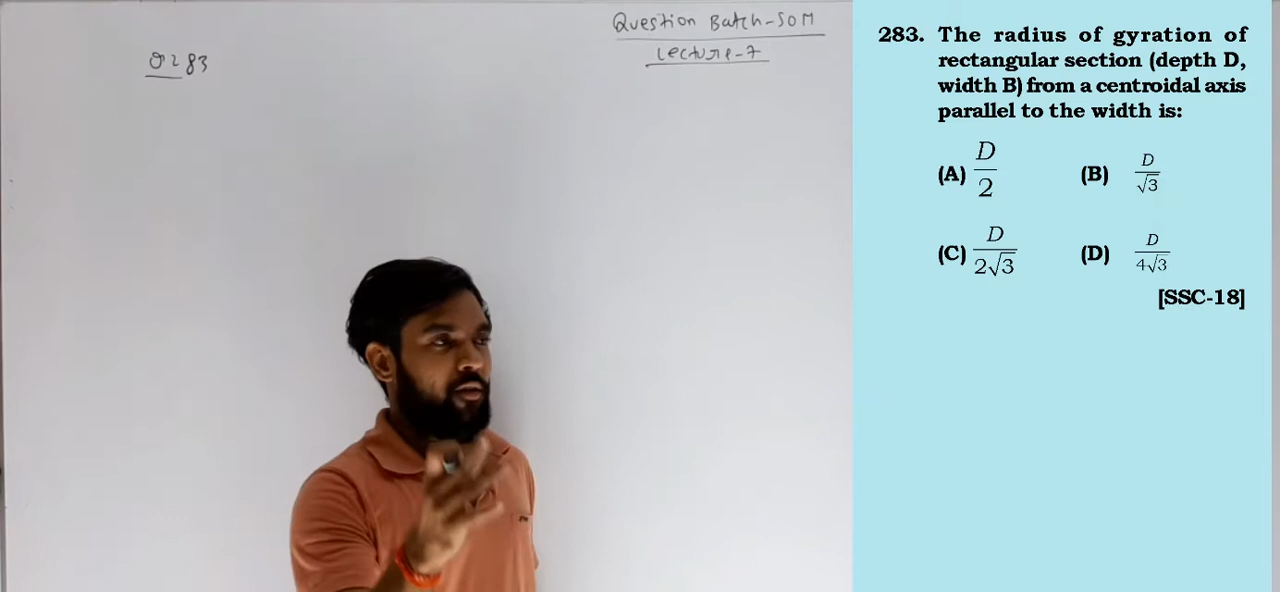 Question Batch-SOM
Lecture-7
Q283
283. The radius of gyration of
rectangular section (depth D,
width B) from a centroidal axis
parallel to the width is:
(A) D/2 (B) D/√3
(C) D/2√3 (D) D/4√3
[SSC-18]